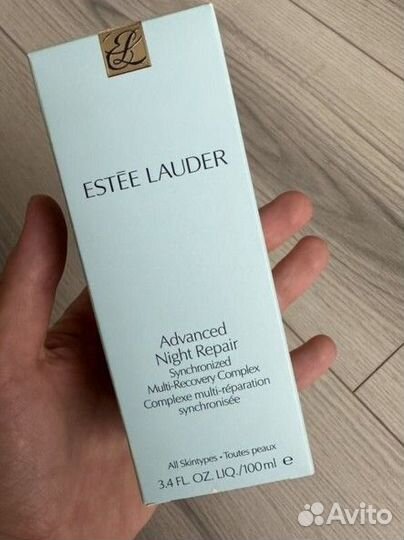 EL
ESTĒE LAUDER
Advanced
Night Repair
Synchronized
Multi-Recovery Complex
Complexe multi-réparation
synchronisée
All Skintypes • Toutes peaux
3.4 FL. OZ. LIQ./100 ml ℮
Avito